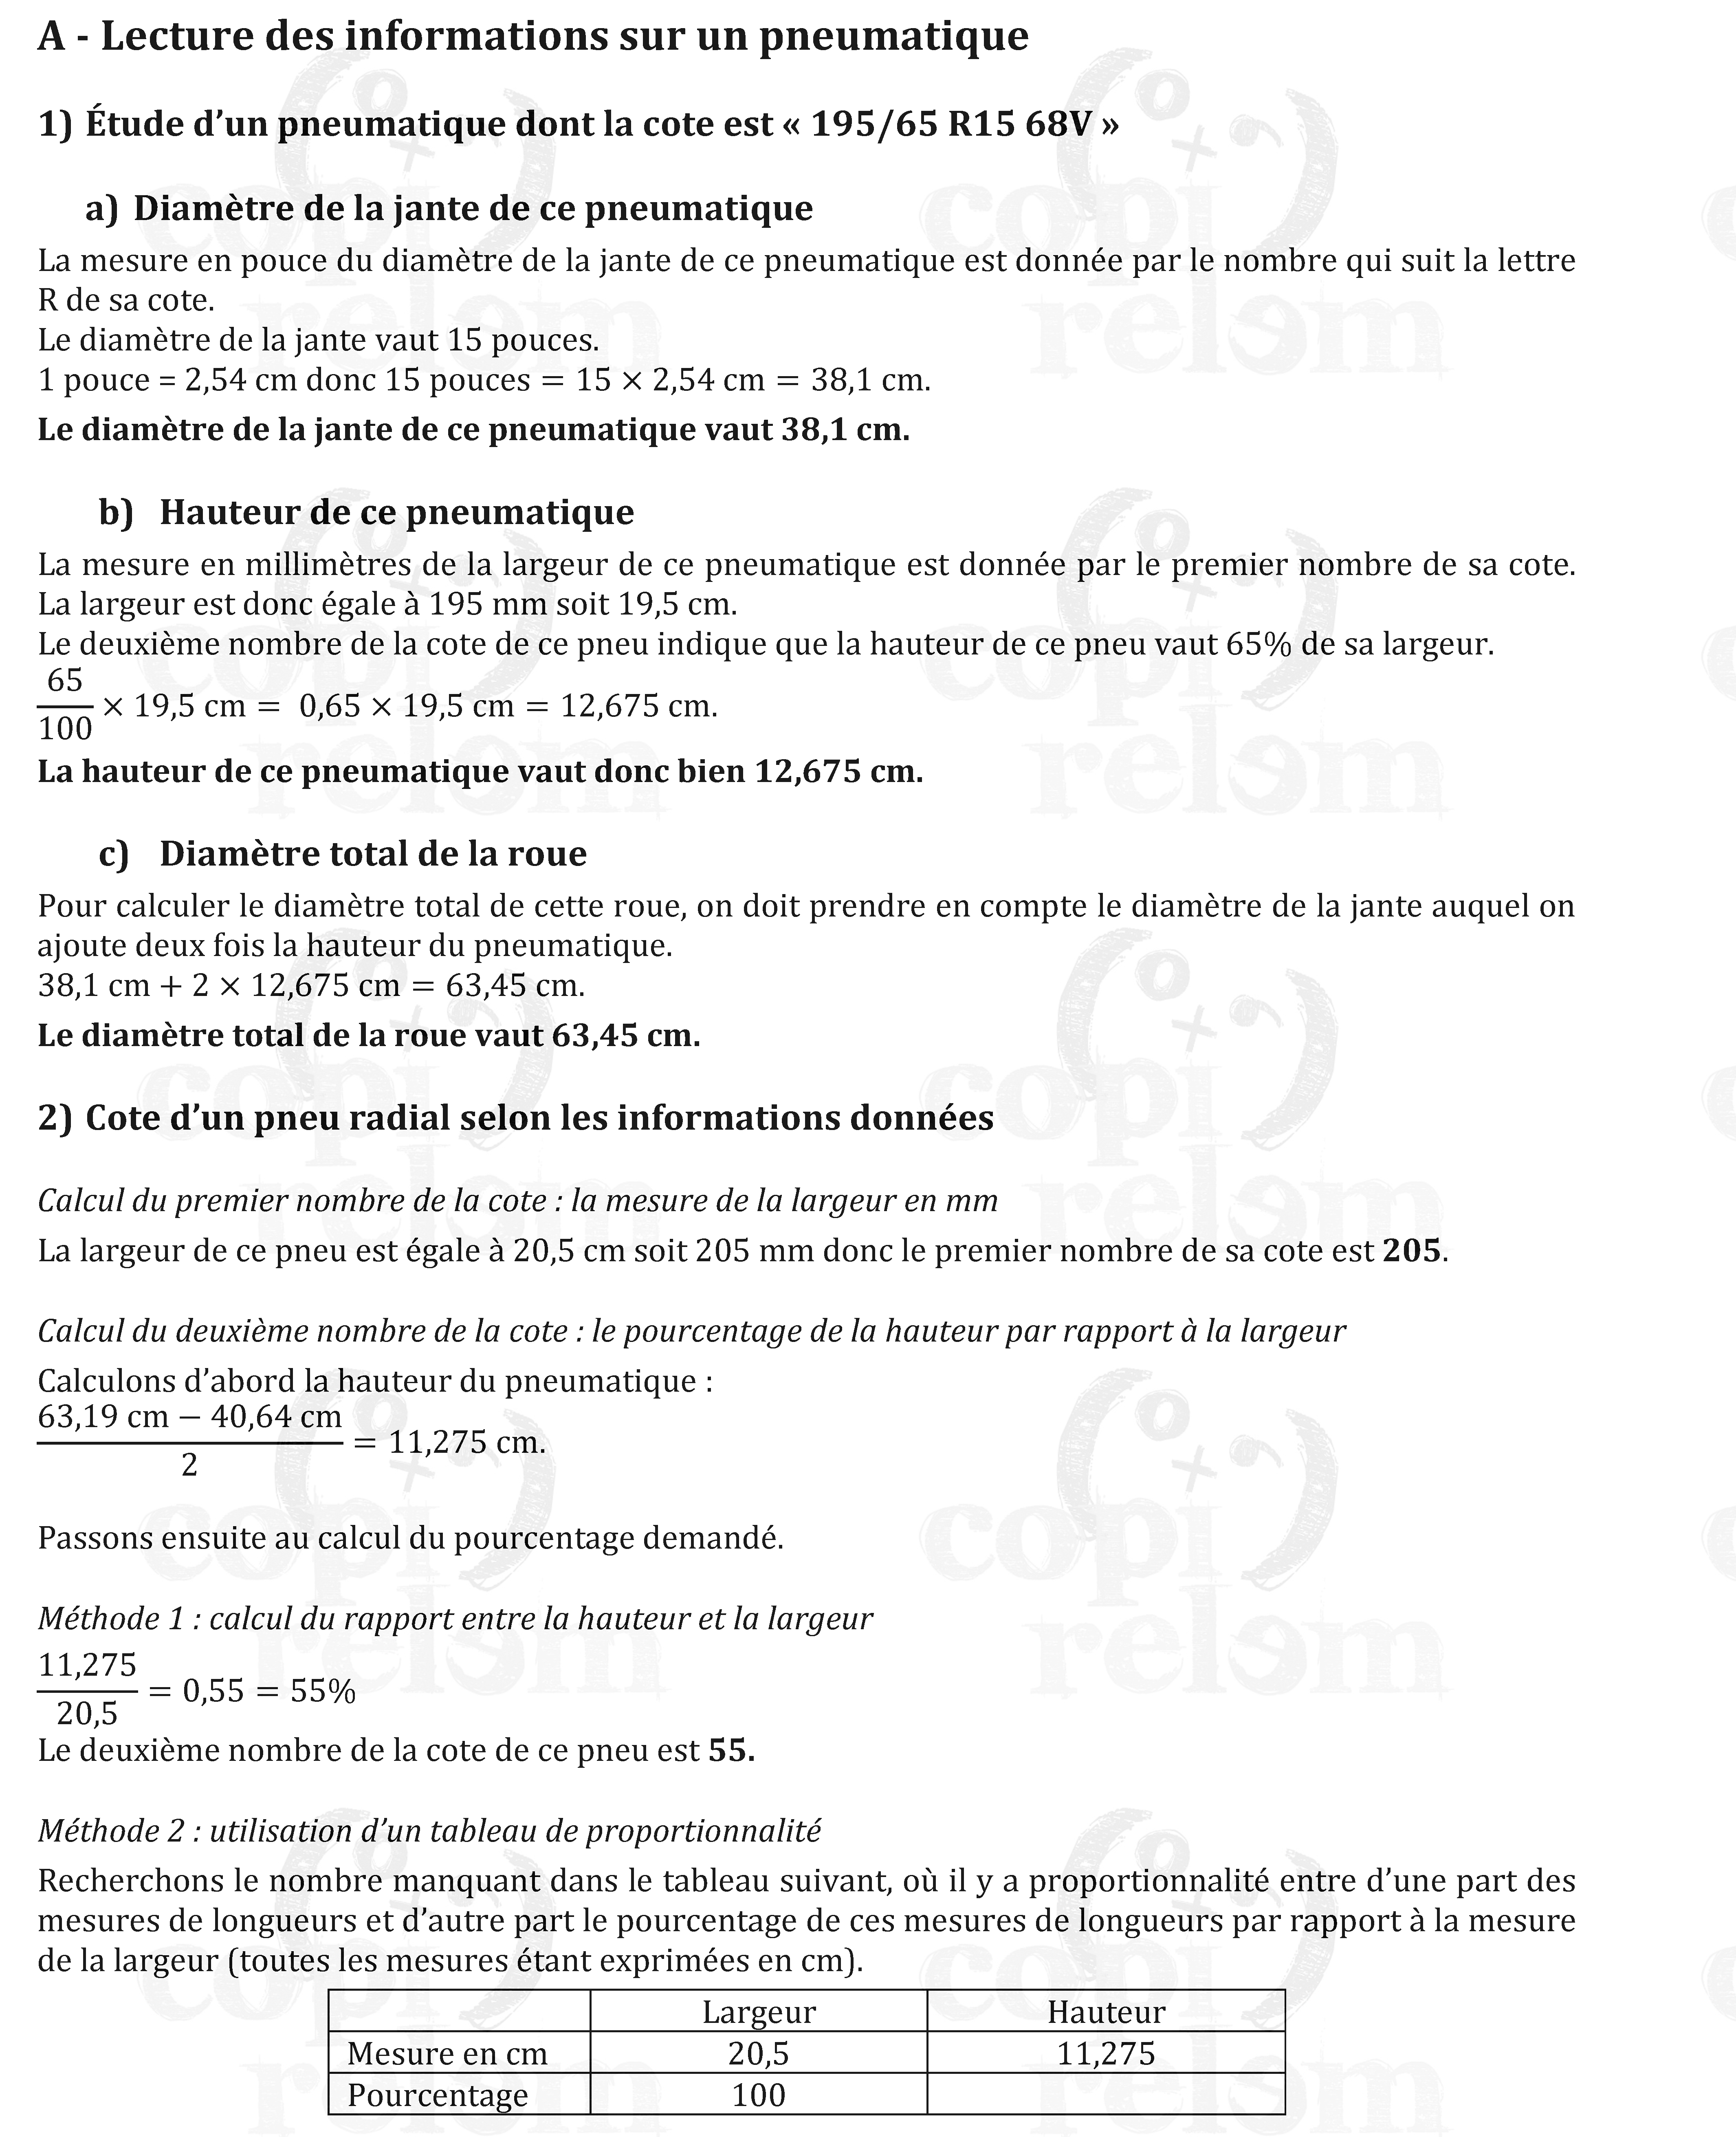 A - Lecture des informations sur un pneumatique
1) Étude d’un pneumatique dont la cote est « 195/65 R15 68V »
a) Diamètre de la jante de ce pneumatique
La mesure en pouce du diamètre de la jante de ce pneumatique est donnée par le nombre qui suit la lettre
R de sa cote.
Le diamètre de la jante vaut 15 pouces.
1 pouce = 2,54 cm donc 15 pouces = 15 × 2,54 cm = 38,1 cm.
Le diamètre de la jante de ce pneumatique vaut 38,1 cm.
b) Hauteur de ce pneumatique
La mesure en millimètres de la largeur de ce pneumatique est donnée par le premier nombre de sa cote.
La largeur est donc égale à 195 mm soit 19,5 cm.
Le deuxième nombre de la cote de ce pneu indique que la hauteur de ce pneu vaut 65% de sa largeur.
65
100
× 19,5 cm = 0,65 × 19,5 cm = 12,675 cm.
La hauteur de ce pneumatique vaut donc bien 12,675 cm.
c) Diamètre total de la roue
Pour calculer le diamètre total de cette roue, on doit prendre en compte le diamètre de la jante auquel on
ajoute deux fois la hauteur du pneumatique.
38,1 cm + 2 × 12,675 cm = 63,45 cm.
Le diamètre total de la roue vaut 63,45 cm.
2) Cote d’un pneu radial selon les informations données
Calcul du premier nombre de la cote : la mesure de la largeur en mm
La largeur de ce pneu est égale à 20,5 cm soit 205 mm donc le premier nombre de sa cote est 205.
Calcul du deuxième nombre de la cote : le pourcentage de la hauteur par rapport à la largeur
Calculons d’abord la hauteur du pneumatique :
63,19 cm − 40,64 cm
2
= 11,275 cm.
Passons ensuite au calcul du pourcentage demandé.
Méthode 1 : calcul du rapport entre la hauteur et la largeur
11,275
20,5
= 0,55 = 55%
Le deuxième nombre de la cote de ce pneu est 55.
Méthode 2 : utilisation d’un tableau de proportionnalité
Recherchons le nombre manquant dans le tableau suivant, où il y a proportionnalité entre d’une part des
mesures de longueurs et d’autre part le pourcentage de ces mesures de longueurs par rapport à la mesure
de la largeur (toutes les mesures étant exprimées en cm).
Largeur Hauteur
Mesure en cm 20,5 11,275
Pourcentage 100